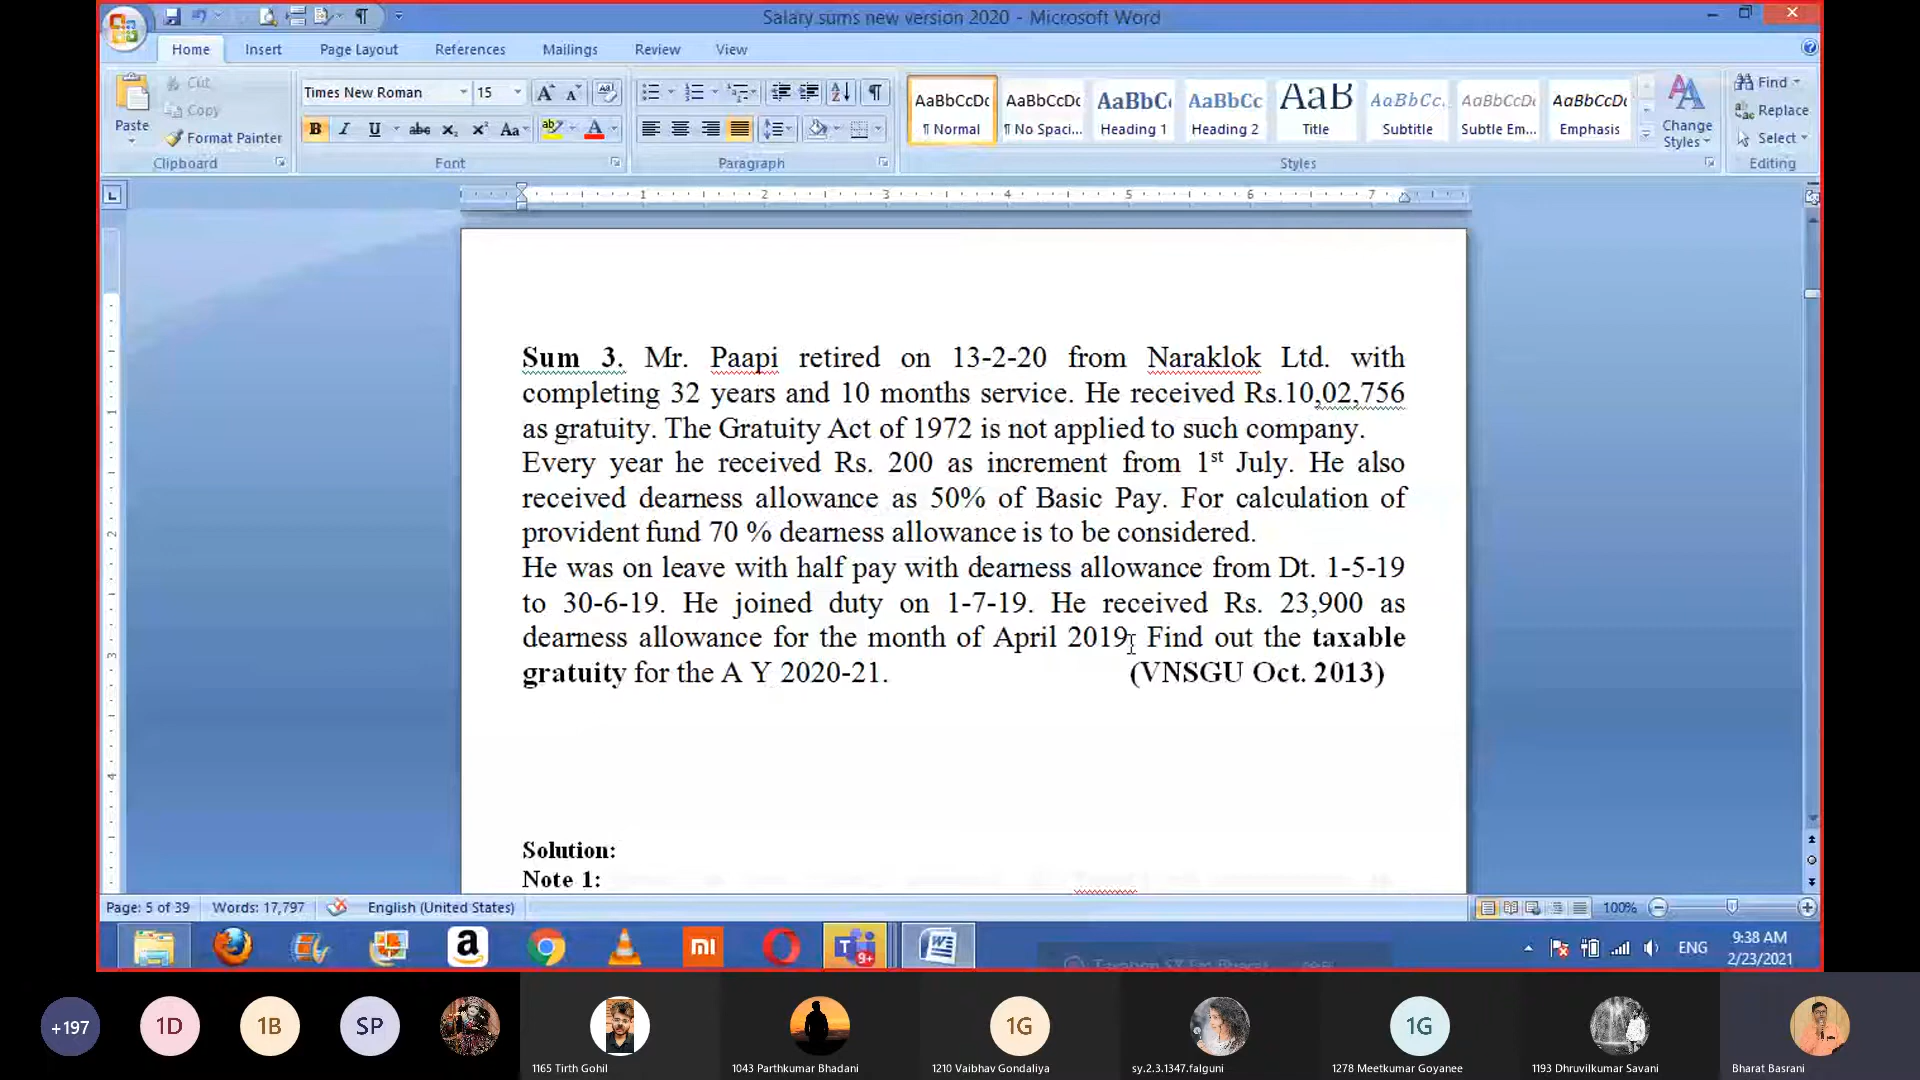 Salary sums new version 2020 - Microsoft Word
Home Insert Page Layout References Mailings Review View
Paste
Cut
Copy
Format Painter
Clipboard
Times New Roman 15
Font
Paragraph
AaBbCcDc AaBbCcDc AaBbC AaBbCc AaB AaBbCc. AaBbCcDc AaBbCcDc
¶ Normal ¶ No Spaci... Heading 1 Heading 2 Title Subtitle Subtle Em... Emphasis
Change Styles
Styles
Find
Replace
Select
Editing
1 2 3 4 5 6 7
Sum 3. Mr. Paapi retired on 13-2-20 from Naraklok Ltd. with
completing 32 years and 10 months service. He received Rs.10,02,756
as gratuity. The Gratuity Act of 1972 is not applied to such company.
Every year he received Rs. 200 as increment from 1st July. He also
received dearness allowance as 50% of Basic Pay. For calculation of
provident fund 70 % dearness allowance is to be considered.
He was on leave with half pay with dearness allowance from Dt. 1-5-19
to 30-6-19. He joined duty on 1-7-19. He received Rs. 23,900 as
dearness allowance for the month of April 2019. Find out the taxable
gratuity for the A Y 2020-21. (VNSGU Oct. 2013)
Solution:
Note 1:
Page: 5 of 39 Words: 17,797 English (United States) 100%
ENG 9:38 AM
2/23/2021
+197 1D 1B SP 1G 1G
1165 Tirth Gohil 1043 Parthkumar Bhadani 1210 Vaibhav Gondaliya sy.2.3.1347.falguni 1278 Meetkumar Goyanee 1193 Dhruvilkumar Savani Bharat Basrani